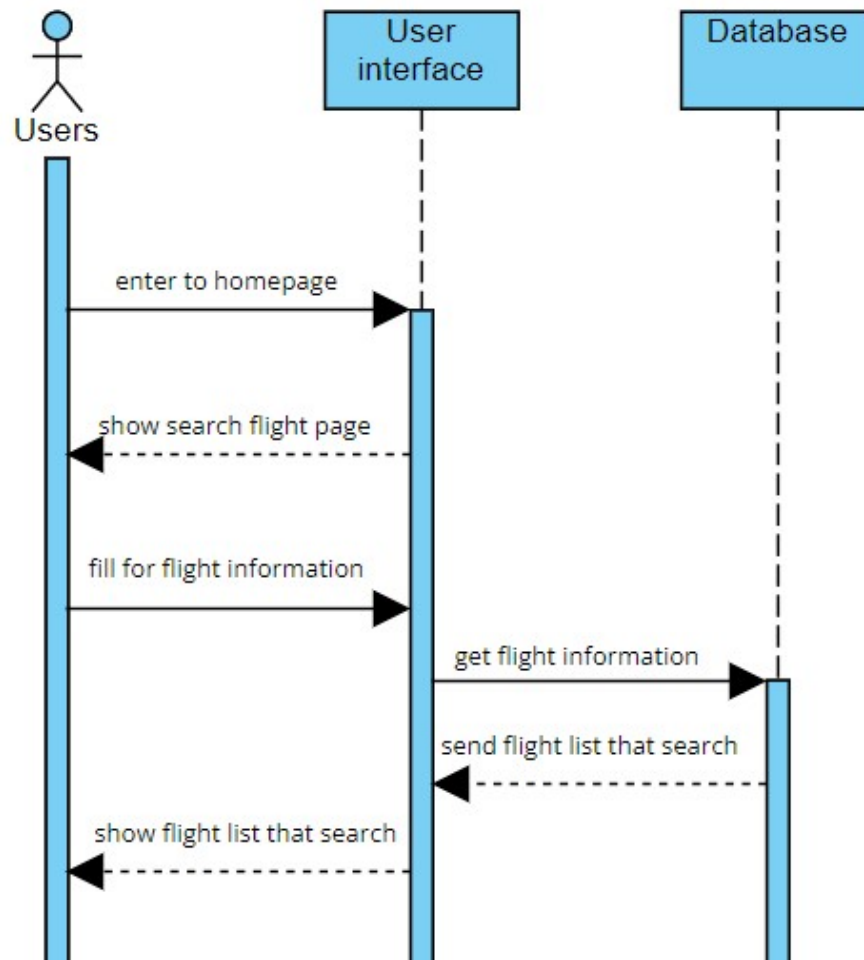 User
interface
Database
Users
enter to homepage
show search flight page
fill for flight information
get flight information
send flight list that search
show flight list that search